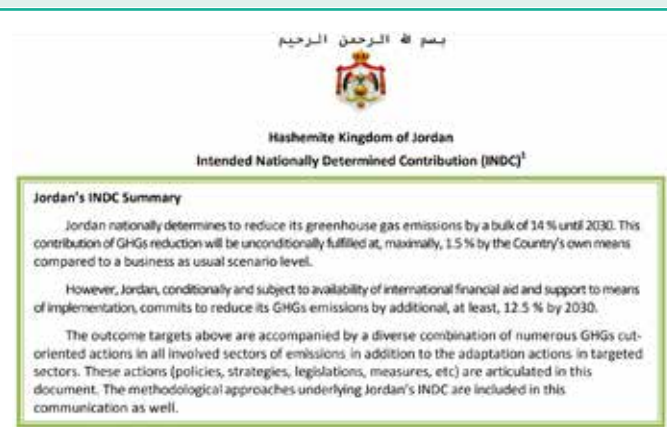 بسم الله الرحمن الرحيم
Hashemite Kingdom of Jordan
Intended Nationally Determined Contribution (INDC)¹
Jordan's INDC Summary
Jordan nationally determines to reduce its greenhouse gas emissions by a bulk of 14 % until 2030. This
contribution of GHGs reduction will be unconditionally fulfilled at, maximally, 1.5 % by the Country's own means
compared to a business as usual scenario level.
However, Jordan, conditionally and subject to availability of international financial aid and support to means
of implementation, commits to reduce its GHGs emissions by additional, at least, 12.5 % by 2030.
The outcome targets above are accompanied by a diverse combination of numerous GHGs cut-
oriented actions in all involved sectors of emissions in addition to the adaptation actions in targeted
sectors. These actions (policies, strategies, legislations, measures, etc) are articulated in this
document. The methodological approaches underlying Jordan's INDC are included in this
communication as well.